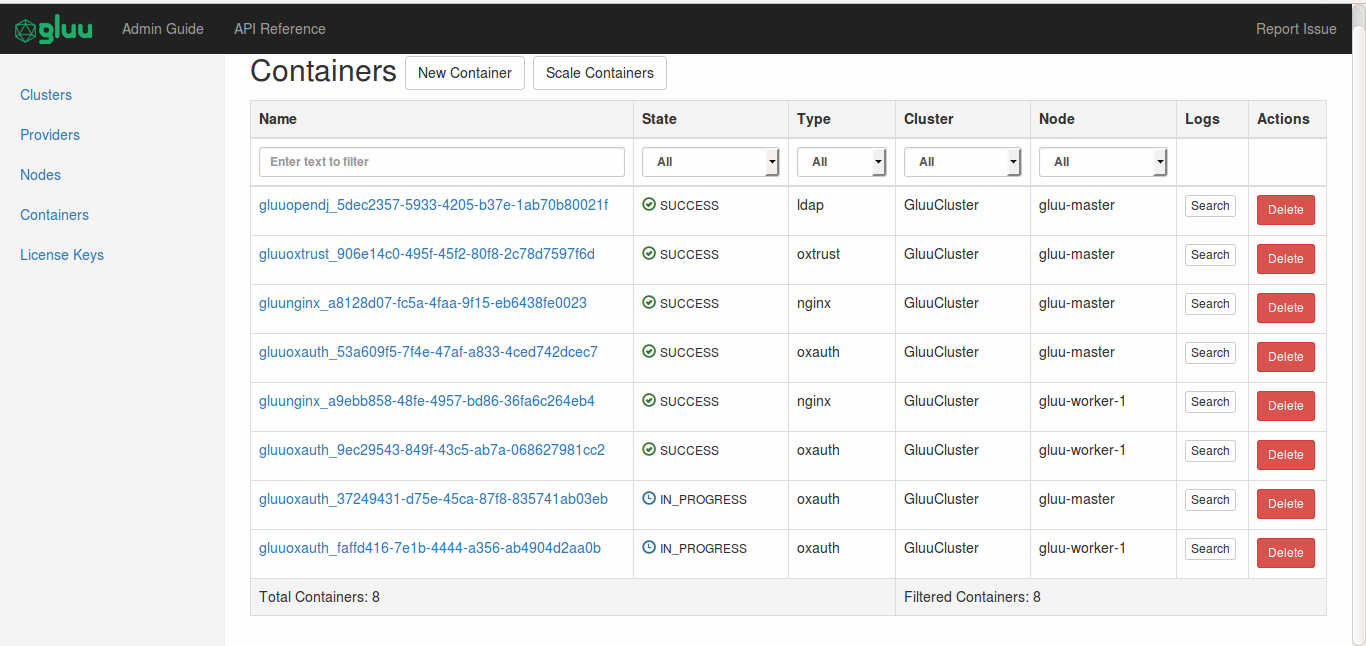 gluu Admin Guide API Reference Report Issue
Clusters
Providers
Nodes
Containers
License Keys
Containers New Container Scale Containers
Name State Type Cluster Node Logs Actions
Enter text to filter All All All All
gluuopendj_5dec2357-5933-4205-b37e-1ab70b80021f SUCCESS ldap GluuCluster gluu-master Search Delete
gluuoxtrust_906e14c0-495f-45f2-80f8-2c78d7597f6d SUCCESS oxtrust GluuCluster gluu-master Search Delete
gluunginx_a8128d07-fc5a-4faa-9f15-eb6438fe0023 SUCCESS nginx GluuCluster gluu-master Search Delete
gluuoxauth_53a609f5-7f4e-47af-a833-4ced742dcec7 SUCCESS oxauth GluuCluster gluu-master Search Delete
gluunginx_a9ebb858-48fe-4957-bd86-36fa6c264eb4 SUCCESS nginx GluuCluster gluu-worker-1 Search Delete
gluuoxauth_9ec29543-849f-43c5-ab7a-068627981cc2 SUCCESS oxauth GluuCluster gluu-worker-1 Search Delete
gluuoxauth_37249431-d75e-45ca-87f8-835741ab03eb IN_PROGRESS oxauth GluuCluster gluu-master Search Delete
gluuoxauth_faffd416-7e1b-4444-a356-ab4904d2aa0b IN_PROGRESS oxauth GluuCluster gluu-worker-1 Search Delete
Total Containers: 8 Filtered Containers: 8